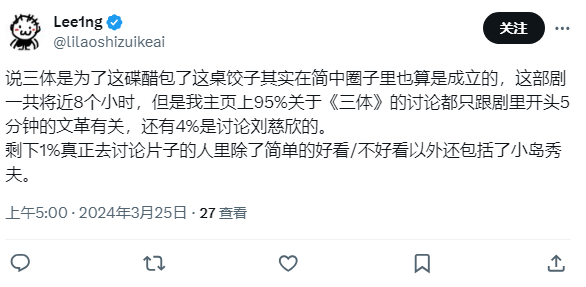 Lee1ng
@lilaoshizuikeai
关注
说三体是为了这碟醋包了这桌饺子其实在简中圈子里也算是成立的，这部剧
一共将近8个小时，但是我主页上95%关于《三体》的讨论都只跟剧里开头5
分钟的文革有关，还有4%是讨论刘慈欣的。
剩下1%真正去讨论片子的人里除了简单的好看/不好看以外还包括了小岛秀
夫。
上午5:00 · 2024年3月25日 · 27 查看